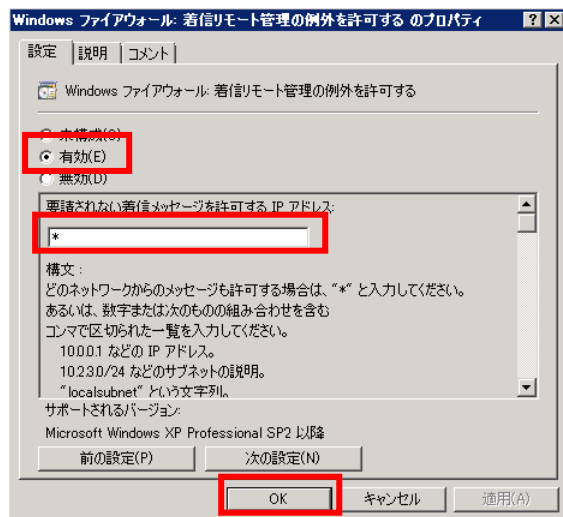 Windows ファイアウォール: 着信リモート管理の例外を許可する のプロパティ
設定 説明 コメント
Windows ファイアウォール: 着信リモート管理の例外を許可する
未構成(C)
有効(E)
無効(D)
要請されない着信メッセージを許可する IP アドレス:
*
構文 :
どのネットワークからのメッセージも許可する場合は、"*" と入力してください。
あるいは、数字または次のものの組み合わせを含む
コンマで区切られた一覧を入力してください。
10.0.0.1 などの IP アドレス。
10.2.3.0/24 などのサブネットの説明。
"localsubnet" という文字列。
サポートされるバージョン:
Microsoft Windows XP Professional SP2 以降
前の設定(P) 次の設定(N)
OK キャンセル 適用(A)